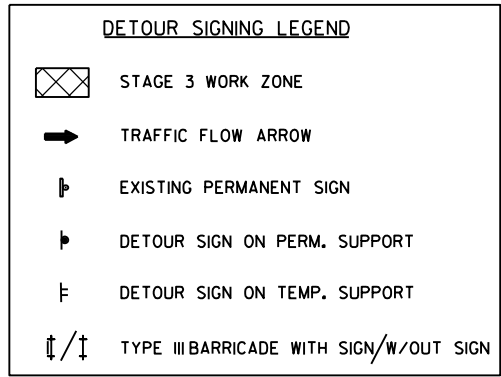 DETOUR SIGNING LEGEND
STAGE 3 WORK ZONE
TRAFFIC FLOW ARROW
EXISTING PERMANENT SIGN
DETOUR SIGN ON PERM. SUPPORT
DETOUR SIGN ON TEMP. SUPPORT
TYPE III BARRICADE WITH SIGN/W/OUT SIGN